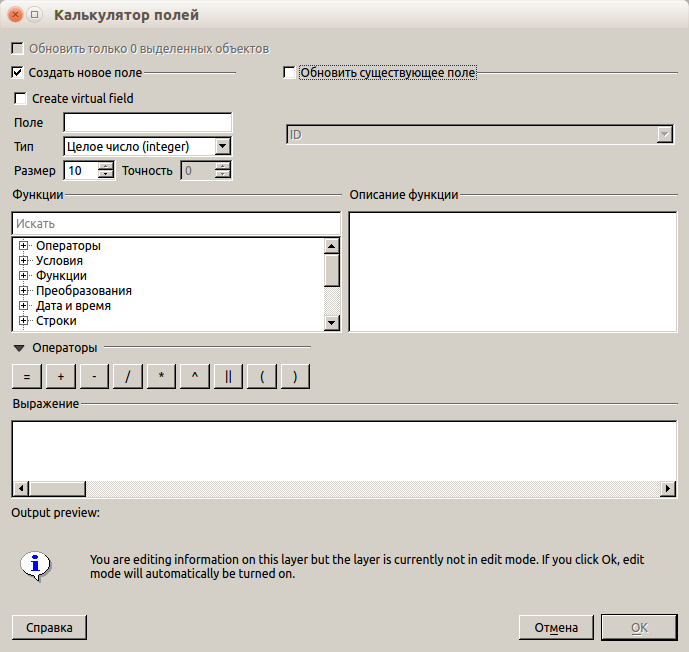 Калькулятор полей
Обновить только 0 выделенных объектов
Создать новое поле
Обновить существующее поле
Create virtual field
Поле
ID
Тип
Целое число (integer)
Размер
10
Точность
0
Функции
Описание функции
Искать
Операторы
Условия
Функции
Преобразования
Дата и время
Строки
Операторы
= + - / * ^ || ( )
Выражение
Output preview:
You are editing information on this layer but the layer is currently not in edit mode. If you click Ok, edit
mode will automatically be turned on.
Справка
Отмена
OK